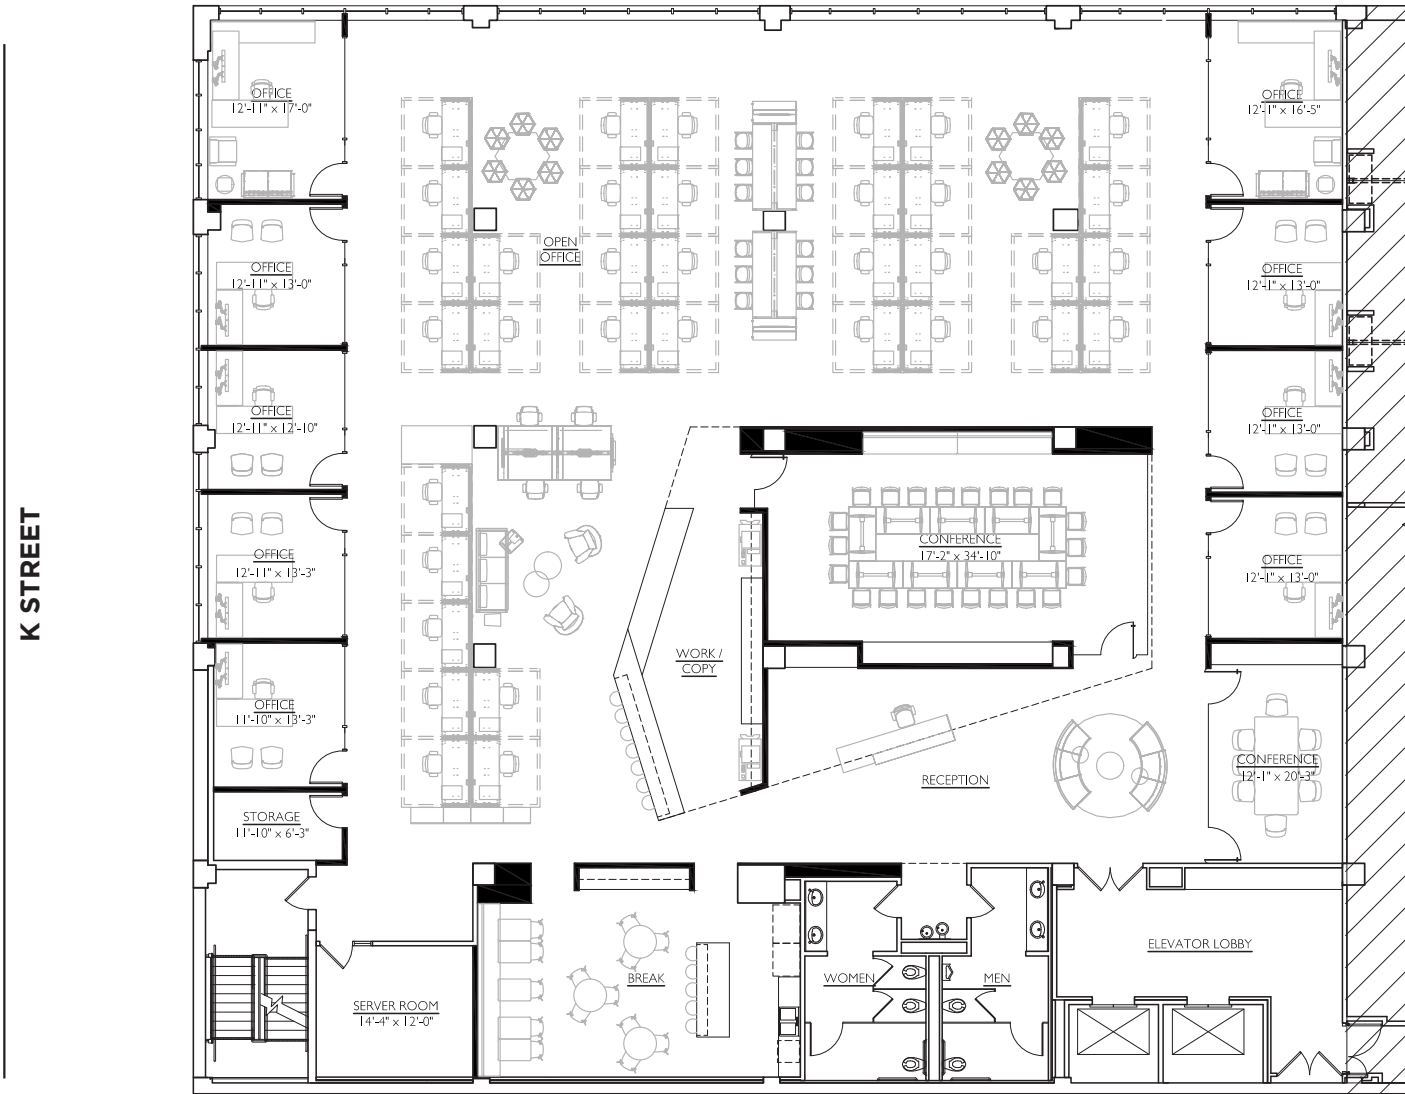 K STREET
OFFICE
12'-11" x 17'-0"
OFFICE
12'-1" x 16'-5"
OPEN
OFFICE
OFFICE
12'-11" x 13'-0"
OFFICE
12'-1" x 13'-0"
OFFICE
12'-11" x 12'-10"
OFFICE
12'-1" x 13'-0"
OFFICE
12'-11" x 13'-3"
CONFERENCE
17'-2" x 34'-10"
OFFICE
12'-1" x 13'-0"
WORK /
COPY
OFFICE
11'-10" x 13'-3"
RECEPTION
CONFERENCE
12'-1" x 20'-3"
STORAGE
11'-10" x 6'-3"
ELEVATOR LOBBY
BREAK
WOMEN
MEN
SERVER ROOM
14'-4" x 12'-0"